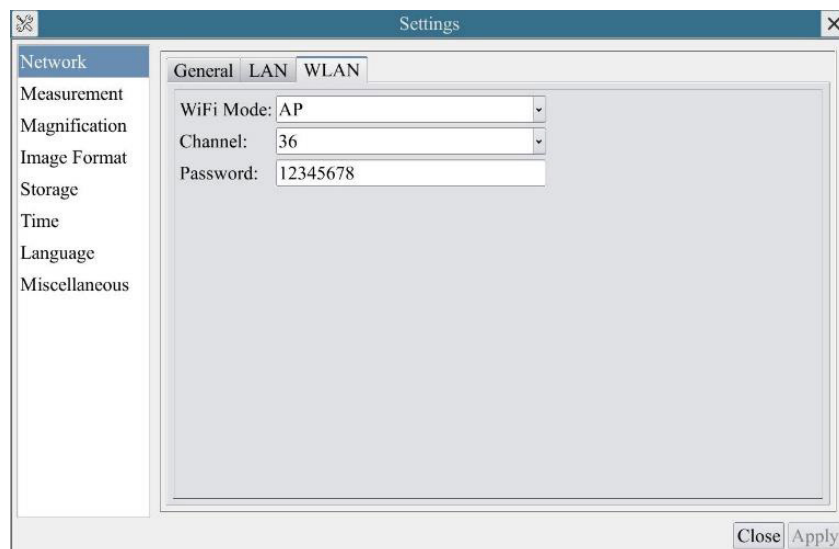 Settings
Network
Measurement
Magnification
Image Format
Storage
Time
Language
Miscellaneous
General LAN WLAN
WiFi Mode: AP
Channel: 36
Password: 12345678
Close Apply